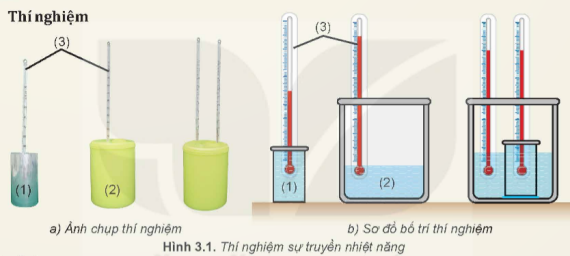 Thí nghiệm
(3)
(3)
(1)
(2)
(1)
(2)
a) Ảnh chụp thí nghiệm
b) Sơ đồ bố trí thí nghiệm
Hình 3.1. Thí nghiệm sự truyền nhiệt năng